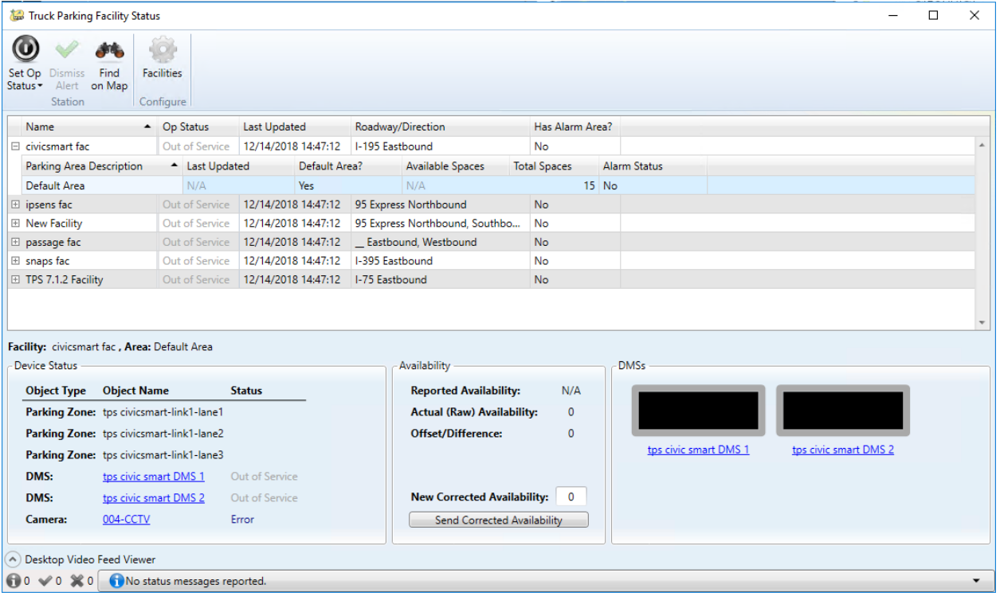 Truck Parking Facility Status
Set Op Status Dismiss Alert Find on Map Facilities
Station Configure
Name Op Status Last Updated Roadway/Direction Has Alarm Area?
civicsmart fac Out of Service 12/14/2018 14:47:12 I-195 Eastbound No
Parking Area Description Last Updated Default Area? Available Spaces Total Spaces Alarm Status
Default Area N/A Yes N/A 15 No
ipsens fac Out of Service 12/14/2018 14:47:12 95 Express Northbound No
New Facility Out of Service 12/14/2018 14:47:12 95 Express Northbound, Southbo... No
passage fac Out of Service 12/14/2018 14:47:12 __ Eastbound, Westbound No
snaps fac Out of Service 12/14/2018 14:47:12 I-395 Eastbound No
TPS 7.1.2 Facility Out of Service 12/14/2018 14:47:12 I-75 Eastbound No
Facility: civicsmart fac , Area: Default Area
Device Status
Object Type Object Name Status
Parking Zone: tps civicsmart-link1-lane1
Parking Zone: tps civicsmart-link1-lane2
Parking Zone: tps civicsmart-link1-lane3
DMS: tps civic smart DMS 1 Out of Service
DMS: tps civic smart DMS 2 Out of Service
Camera: 004-CCTV Error
Availability
Reported Availability: N/A
Actual (Raw) Availability: 0
Offset/Difference: 0
New Corrected Availability: 0
Send Corrected Availability
DMSs
tps civic smart DMS 1 tps civic smart DMS 2
Desktop Video Feed Viewer
0 0 0 No status messages reported.